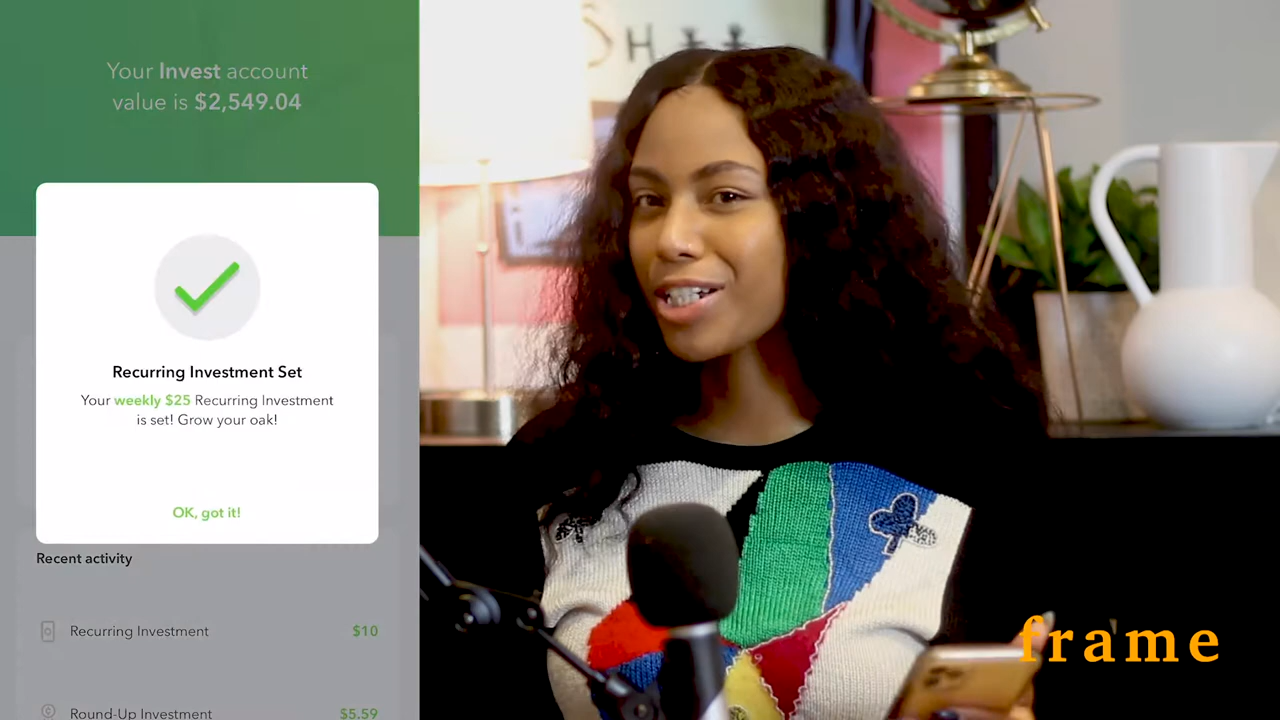 Your Invest account
value is $2,549.04
Recurring Investment Set
Your weekly $25 Recurring Investment
is set! Grow your oak!
OK, got it!
Recent activity
Recurring Investment $10
Round-Up Investment $5.59
frame